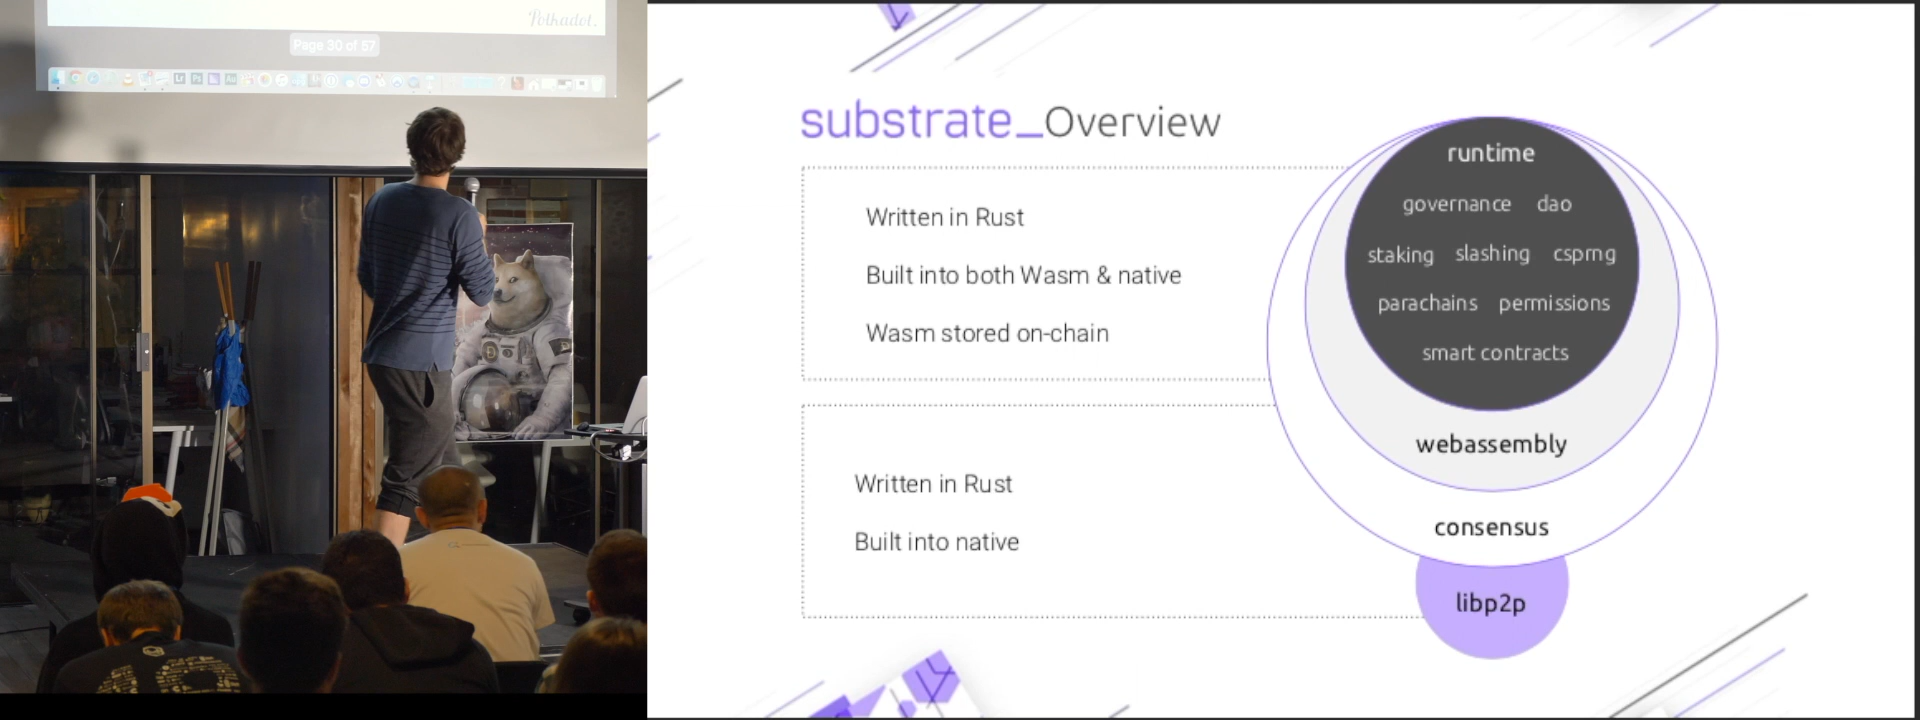 Polkadot.
Page 30 of 57
substrate_Overview
Written in Rust
Built into both Wasm & native
Wasm stored on-chain
Written in Rust
Built into native
runtime
governance dao
staking slashing csprng
parachains permissions
smart contracts
webassembly
consensus
libp2p